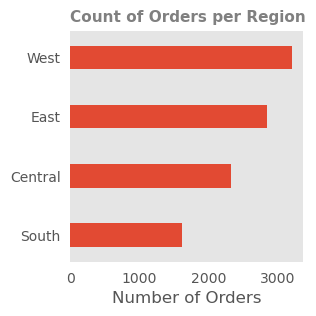 Count of Orders per Region
West
East
Central
South
0 1000 2000 3000
Number of Orders